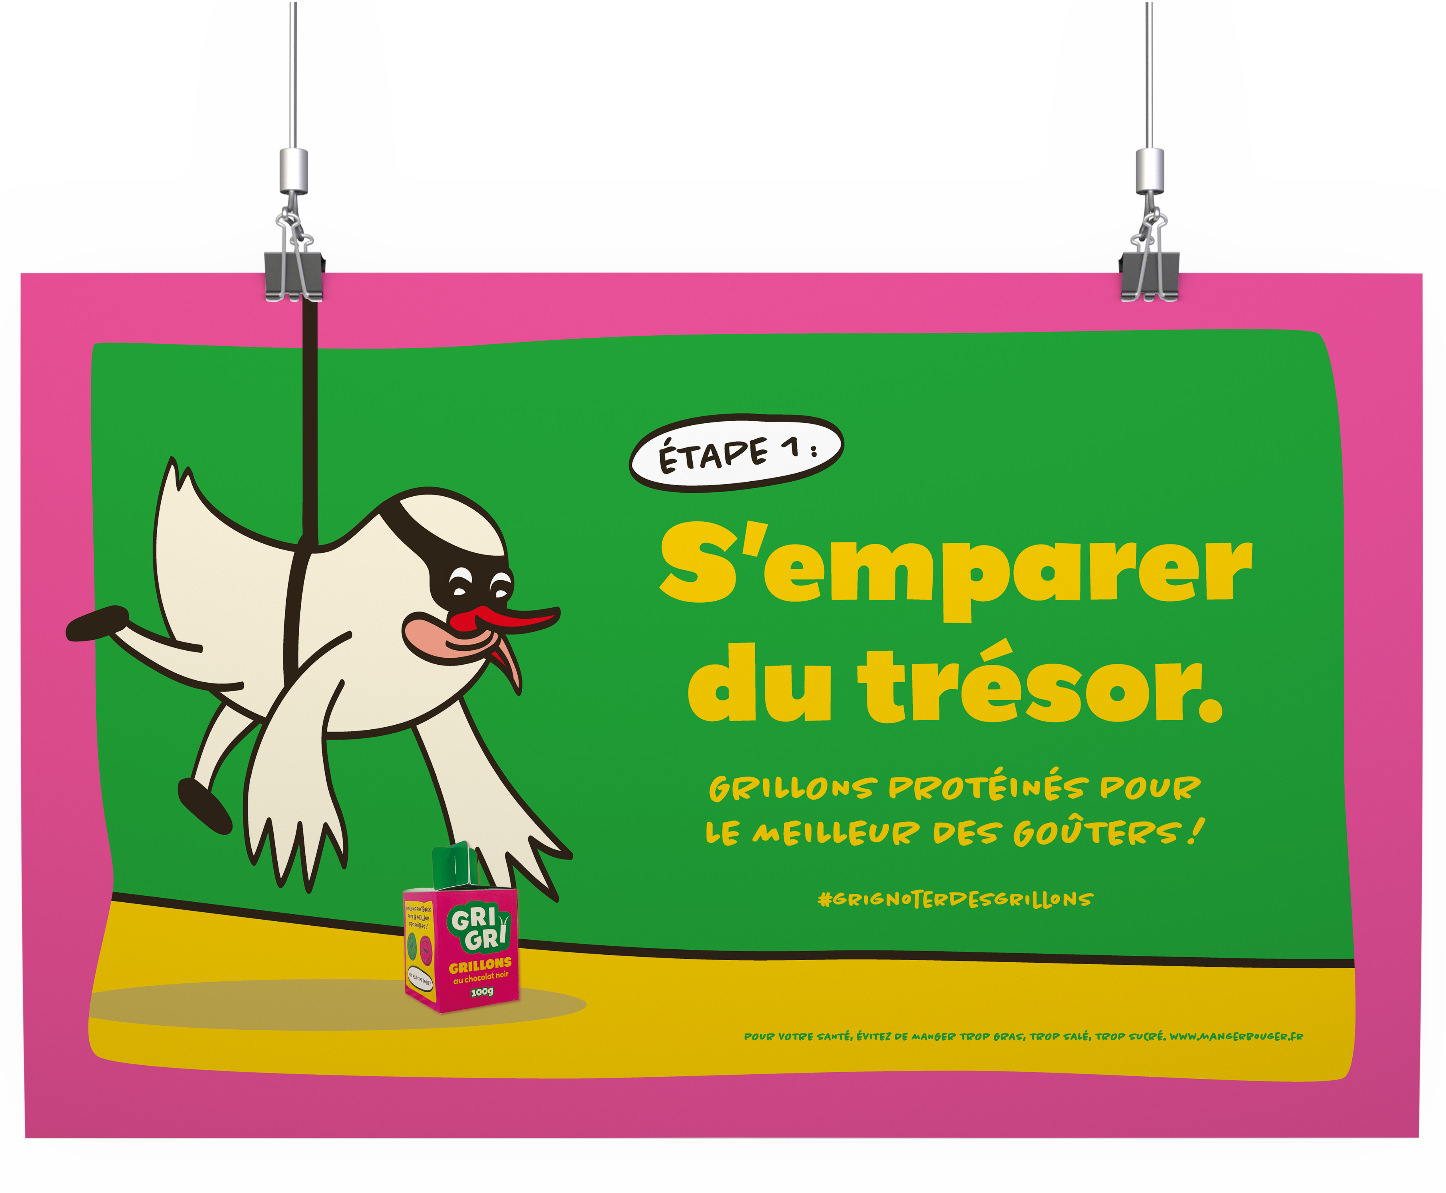 ÉTAPE 1 :
S'emparer
du trésor.
GRILLONS PROTÉINÉS POUR
LE MEILLEUR DES GOÛTERS !
#GRIGNOTERDESGRILLONS
GRI
GRI
GRILLONS
au chocolat noir
100g
POUR VOTRE SANTÉ, ÉVITEZ DE MANGER TROP GRAS, TROP SALÉ, TROP SUCRÉ. WWW.MANGERBOUGER.FR